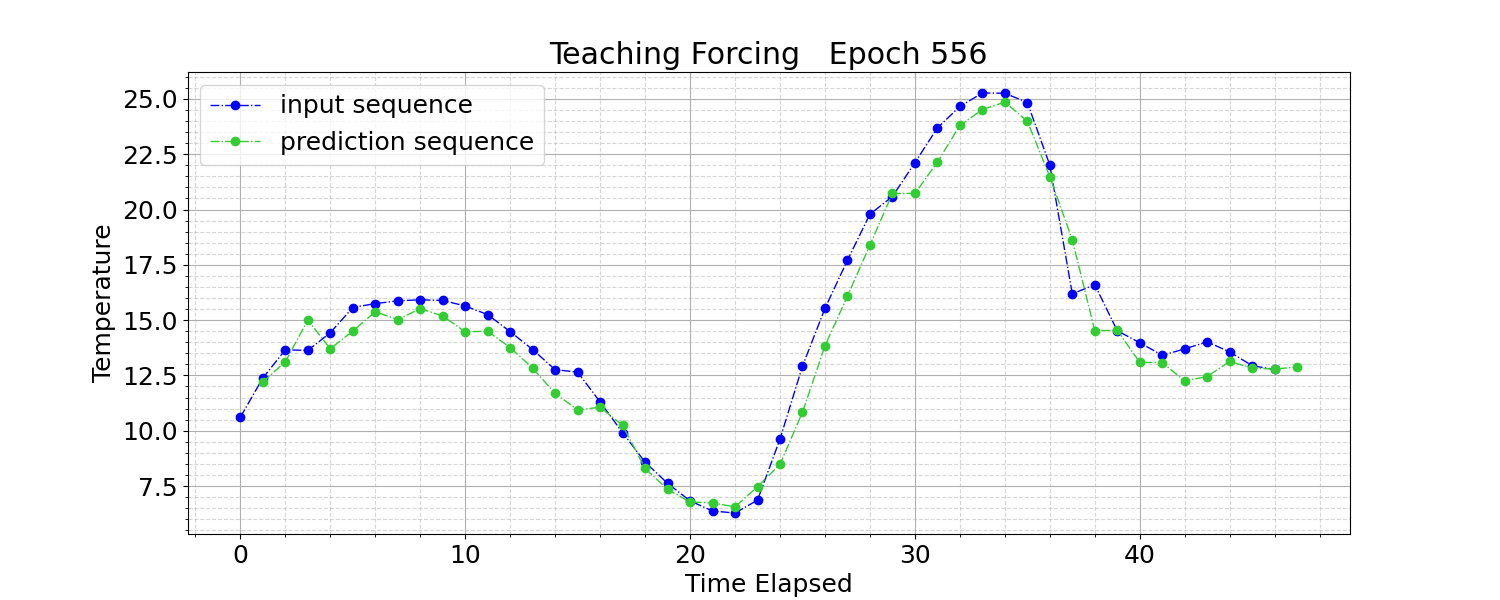 Teaching Forcing   Epoch 556
input sequence
prediction sequence
Temperature
25.0
22.5
20.0
17.5
15.0
12.5
10.0
7.5
0 10 20 30 40
Time Elapsed